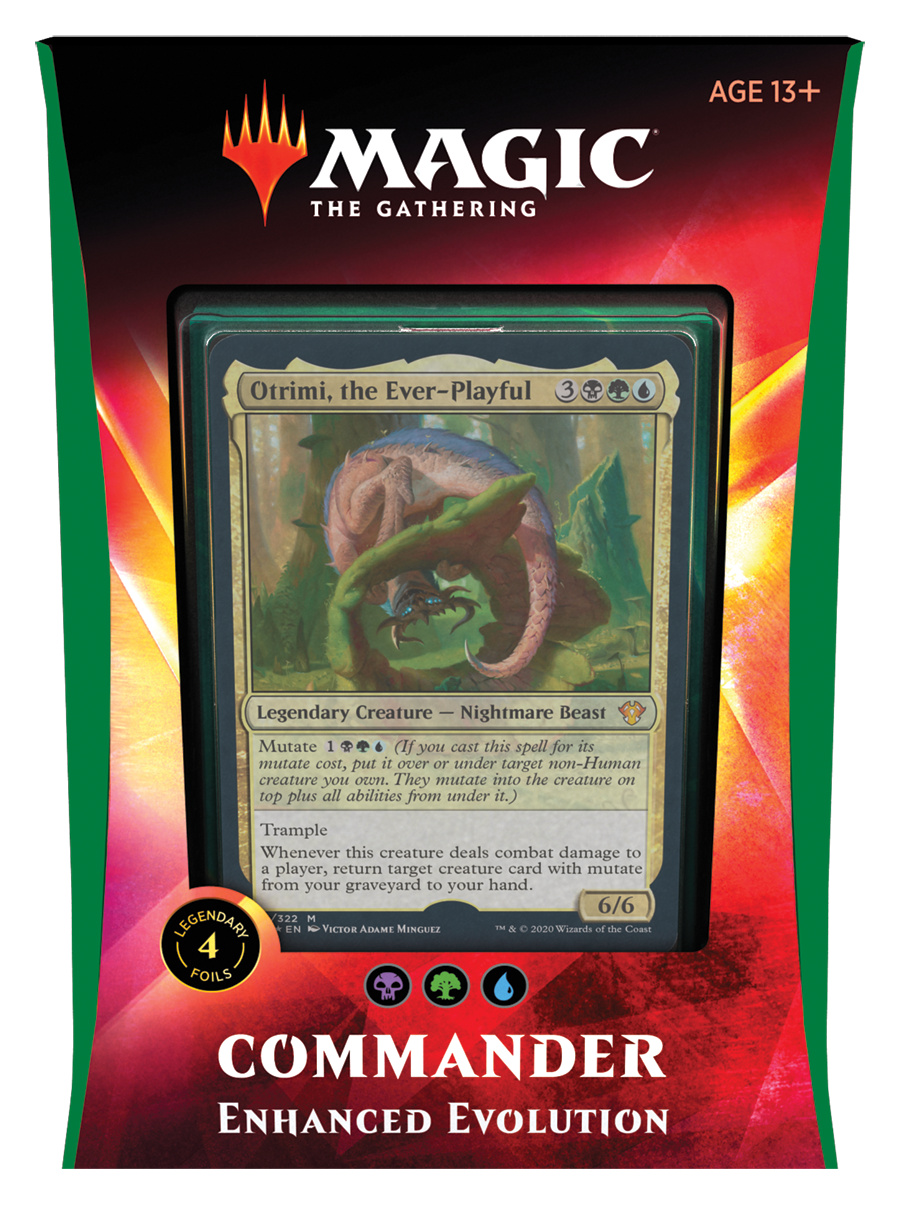 AGE 13+
MAGIC
THE GATHERING
Otrimi, the Ever-Playful 3
Legendary Creature — Nightmare Beast
Mutate 1 (If you cast this spell for its
mutate cost, put it over or under target non-Human
creature you own. They mutate into the creature on
top plus all abilities from under it.)
Trample
Whenever this creature deals combat damage to
a player, return target creature card with mutate
from your graveyard to your hand.
6/6
/322 M
EN Victor Adame Minguez
™ & © 2020 Wizards of the Coast
LEGENDARY
4
FOILS
COMMANDER
ENHANCED EVOLUTION